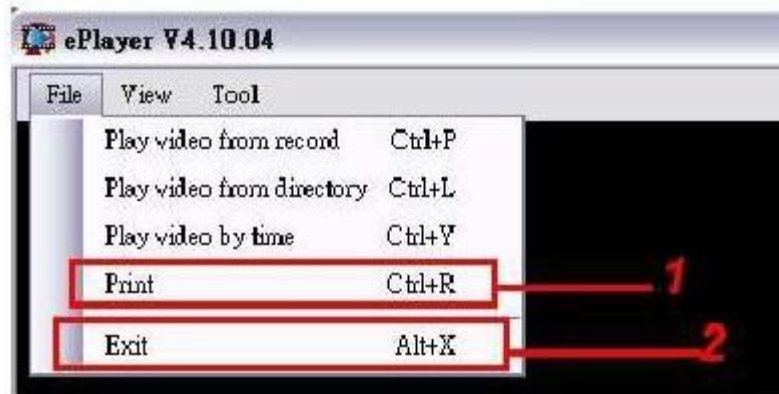 ePlayer V4.10.04
File View Tool
Play video from record Ctrl+P
Play video from directory Ctrl+L
Play video by time Ctrl+Y
Print Ctrl+R 1
Exit Alt+X 2